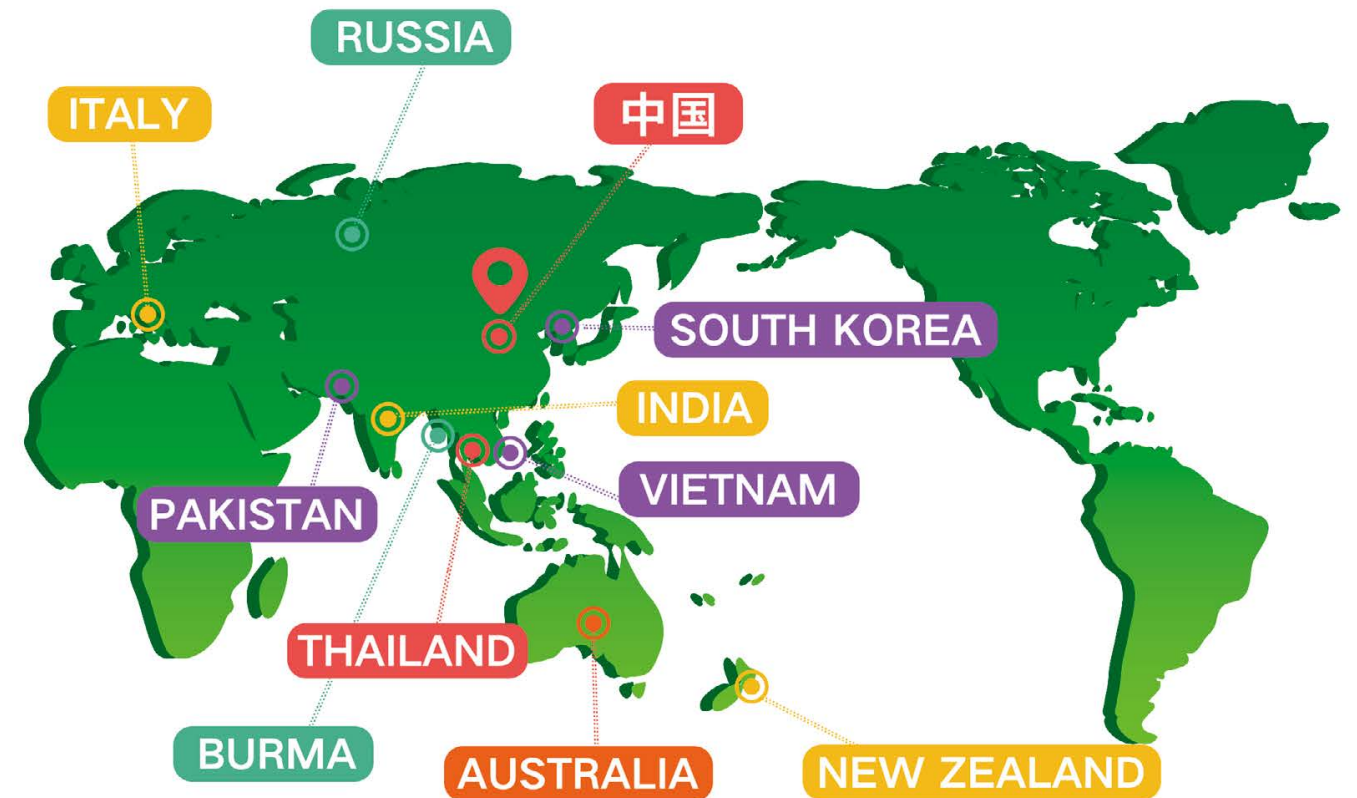 RUSSIA
ITALY
中国
SOUTH KOREA
INDIA
VIETNAM
PAKISTAN
THAILAND
BURMA
AUSTRALIA
NEW ZEALAND